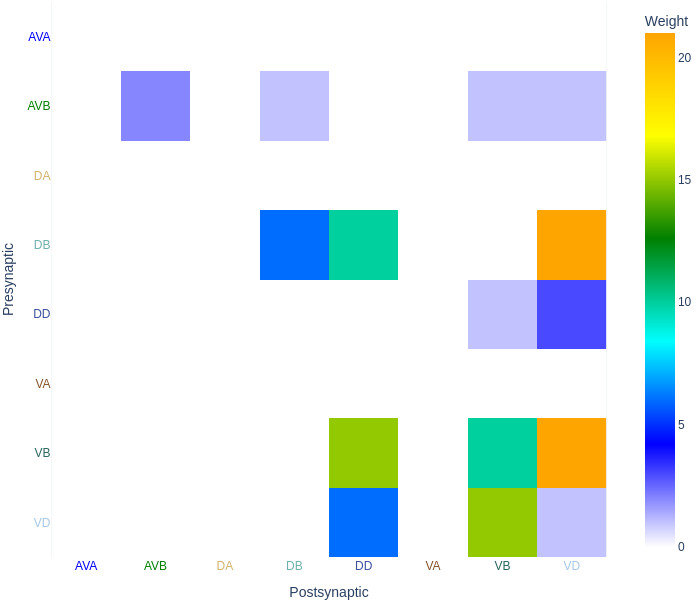 Weight
20
15
10
5
0
Presynaptic
AVA
AVB
DA
DB
DD
VA
VB
VD
AVA AVB DA DB DD VA VB VD
Postsynaptic